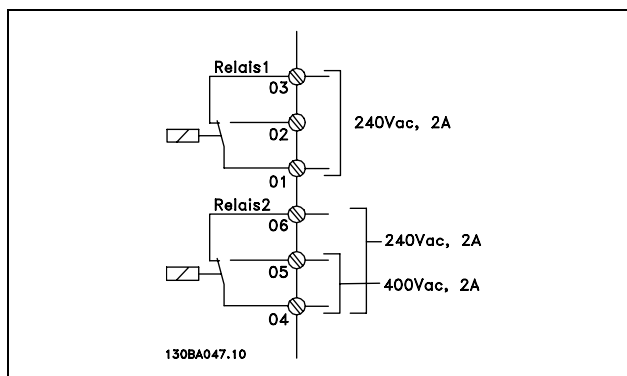 Relais1
03
02
240Vac, 2A
01
Relais2
06
240Vac, 2A
05
400Vac, 2A
04
130BA047.10